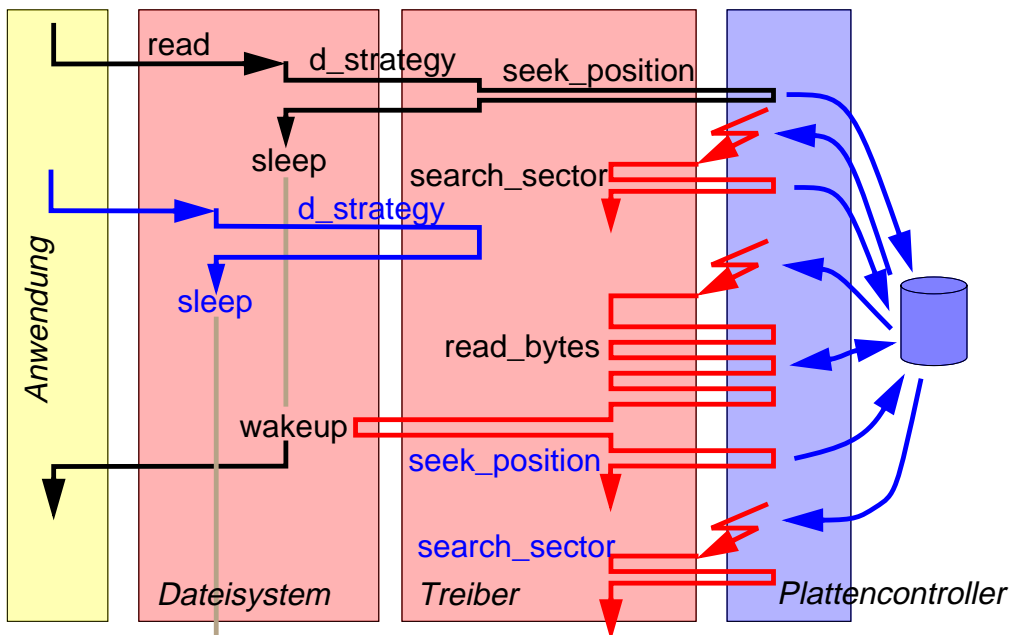 read
d_strategy
seek_position
sleep
search_sector
d_strategy
sleep
read_bytes
wakeup
seek_position
search_sector
Anwendung
Dateisystem
Treiber
Plattencontroller